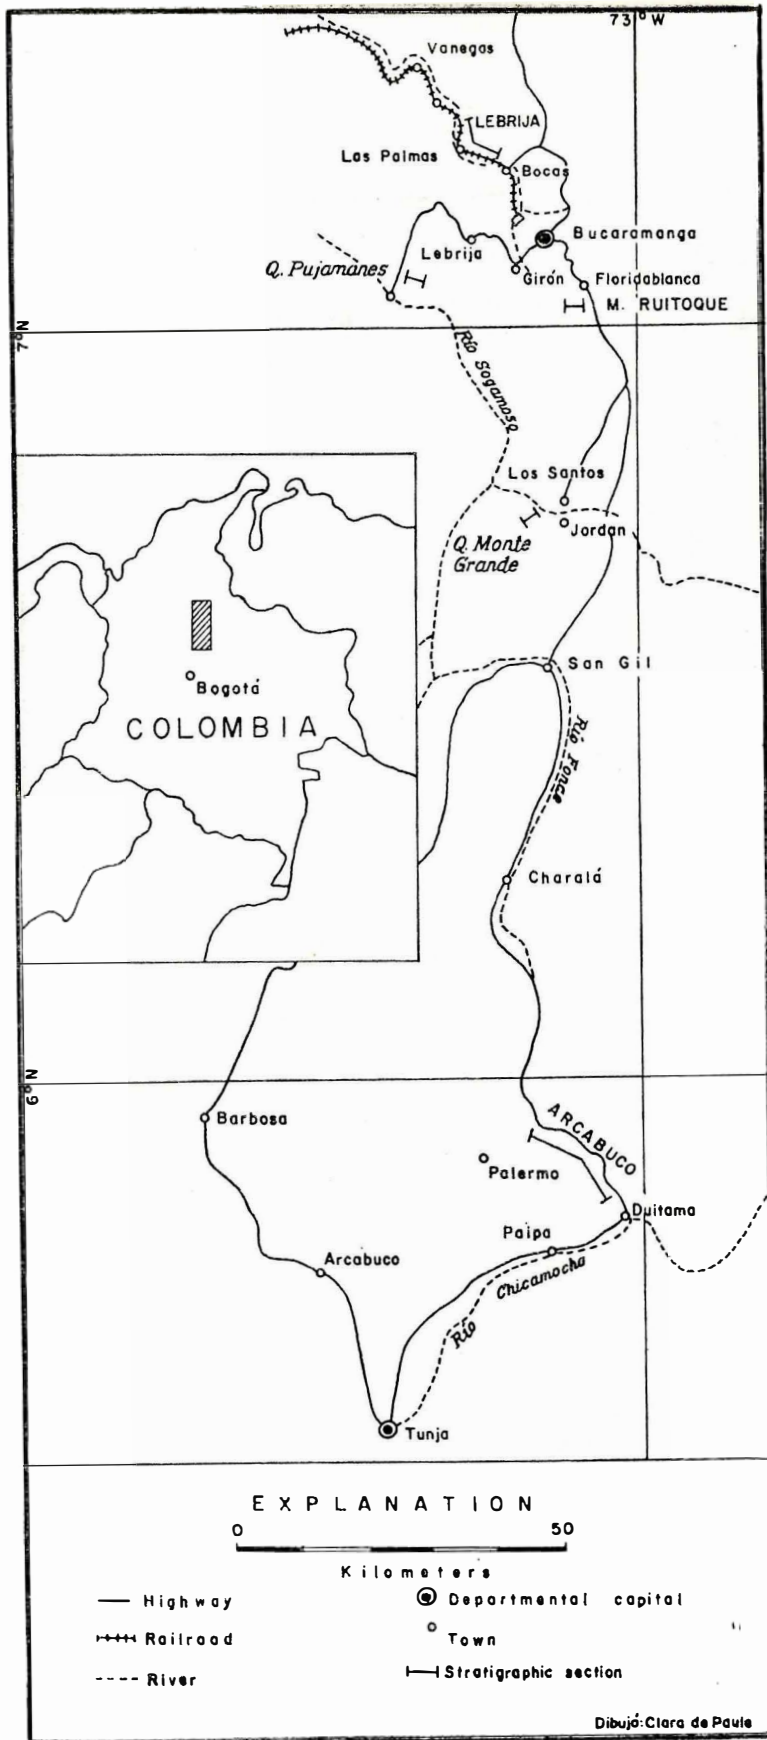 73° W
Vanegas
LEBRIJA
Las Palmas
Bocas
Bucaramanga
Lebrija
Q. Pujamanes
Girón
Floridablanca
M. RUITOQUE
7° N
Río Sogamoso
Los Santos
Jordan
Q. Monte
Grande
San Gil
Bogotá
COLOMBIA
Río Fonce
Charalá
6° N
ARCABUCO
Barbosa
Palermo
Duitama
Paipa
Arcabuco
Río Chicamocha
Tunja
EXPLANATION
0 50
Kilometers
Highway
Departmental capital
Railroad
Town
River
Stratigraphic section
Dibujó: Clara de Paula